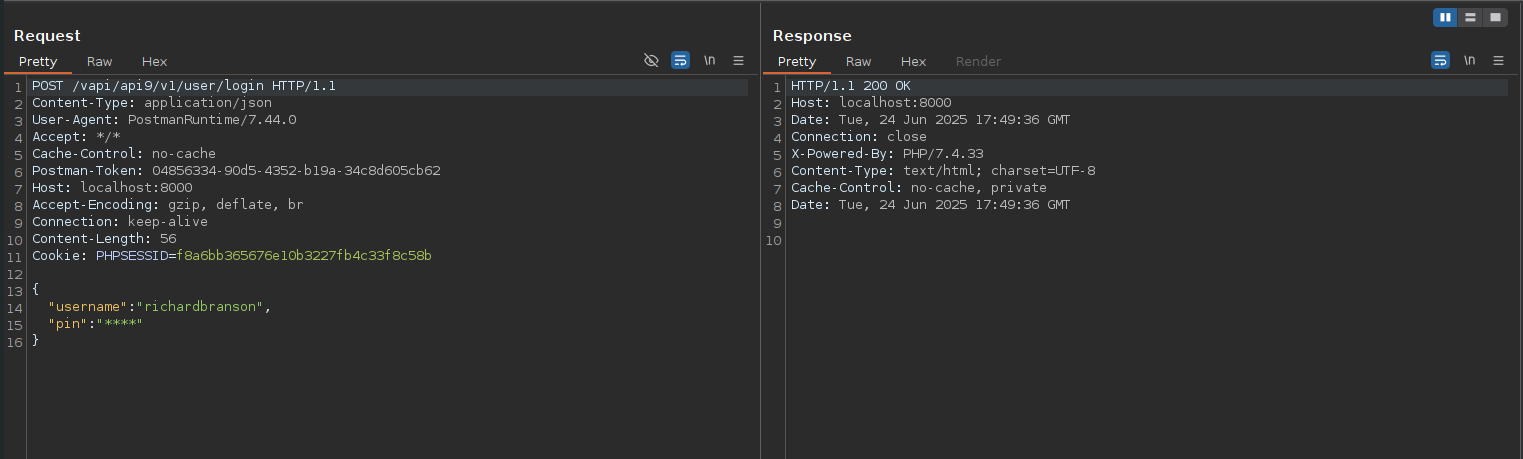 Request
Pretty Raw Hex \n
1 POST /vapi/api9/v1/user/login HTTP/1.1
2 Content-Type: application/json
3 User-Agent: PostmanRuntime/7.44.0
4 Accept: */*
5 Cache-Control: no-cache
6 Postman-Token: 04856334-90d5-4352-b19a-34c8d605cb62
7 Host: localhost:8000
8 Accept-Encoding: gzip, deflate, br
9 Connection: keep-alive
10 Content-Length: 56
11 Cookie: PHPSESSID=f8a6bb365676e10b3227fb4c33f8c58b
12
13 {
14 "username":"richardbranson",
15 "pin":"****"
16 }
Response
Pretty Raw Hex Render \n
1 HTTP/1.1 200 OK
2 Host: localhost:8000
3 Date: Tue, 24 Jun 2025 17:49:36 GMT
4 Connection: close
5 X-Powered-By: PHP/7.4.33
6 Content-Type: text/html; charset=UTF-8
7 Cache-Control: no-cache, private
8 Date: Tue, 24 Jun 2025 17:49:36 GMT
9
10